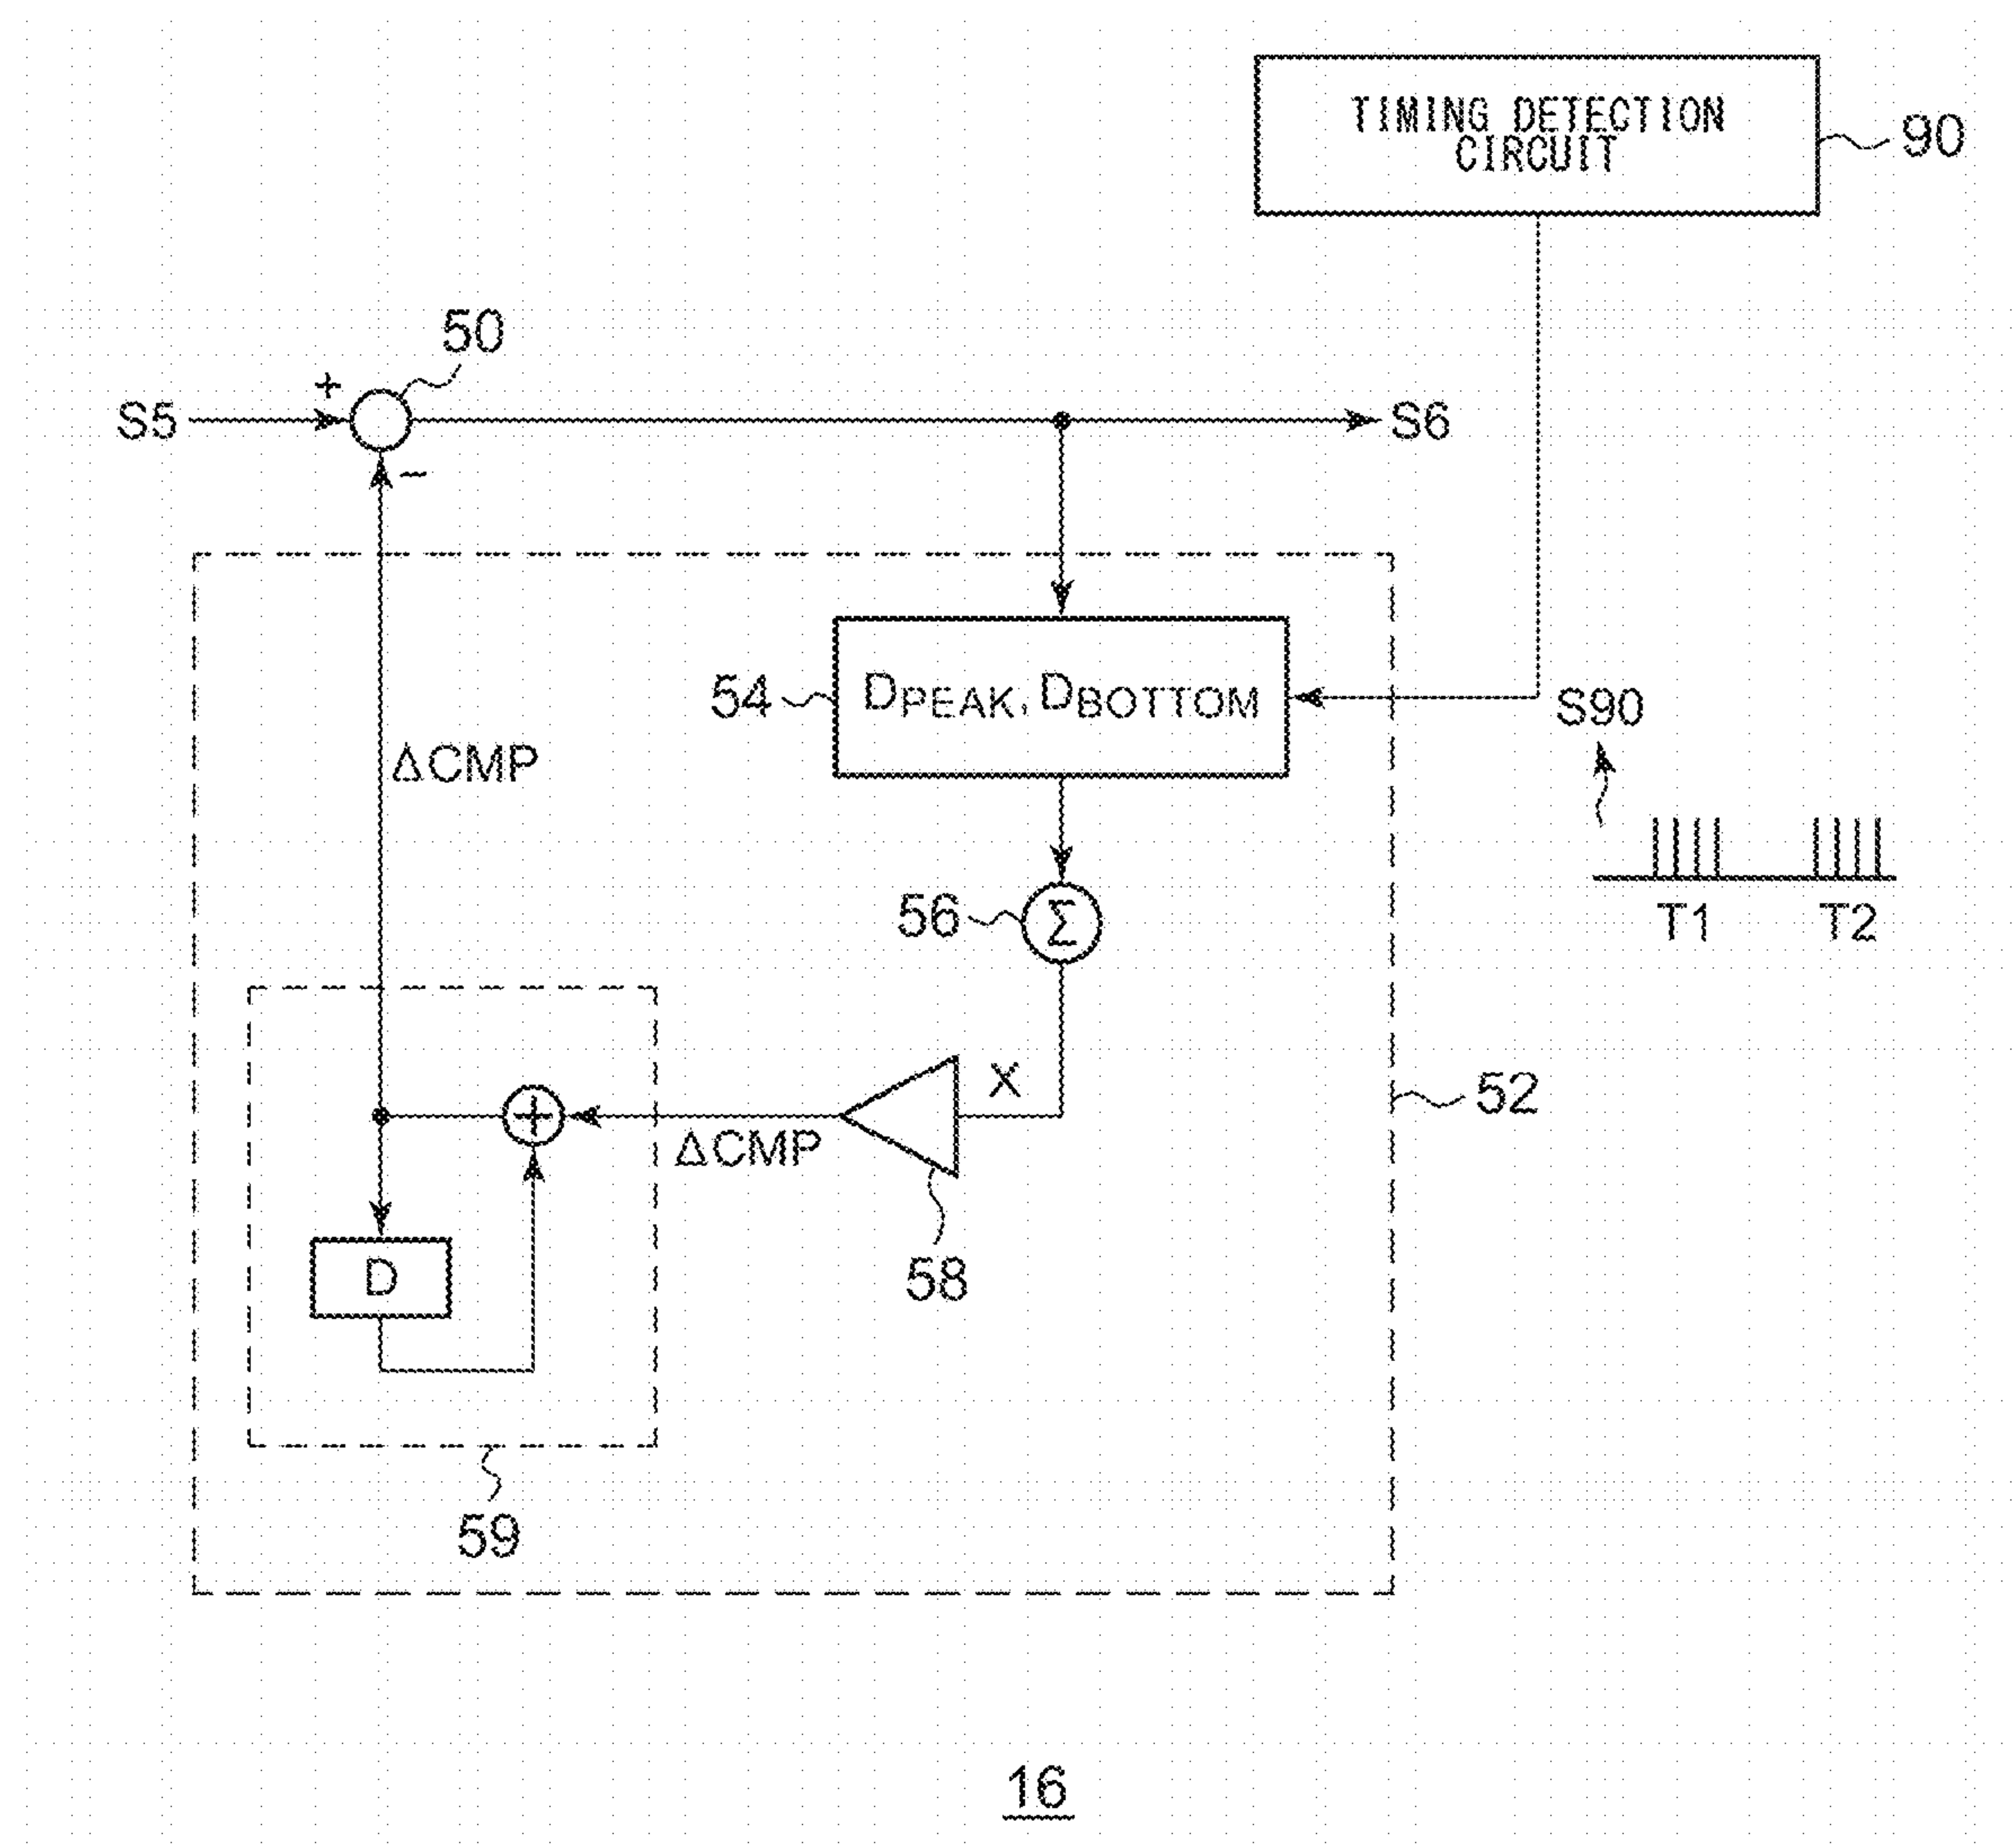 TIMING DETECTION
CIRCUIT
90
50
+
S5
S6
−
54
DPEAK, DBOTTOM
S90
ΔCMP
56
Σ
T1
T2
X
52
+
ΔCMP
58
D
59
16